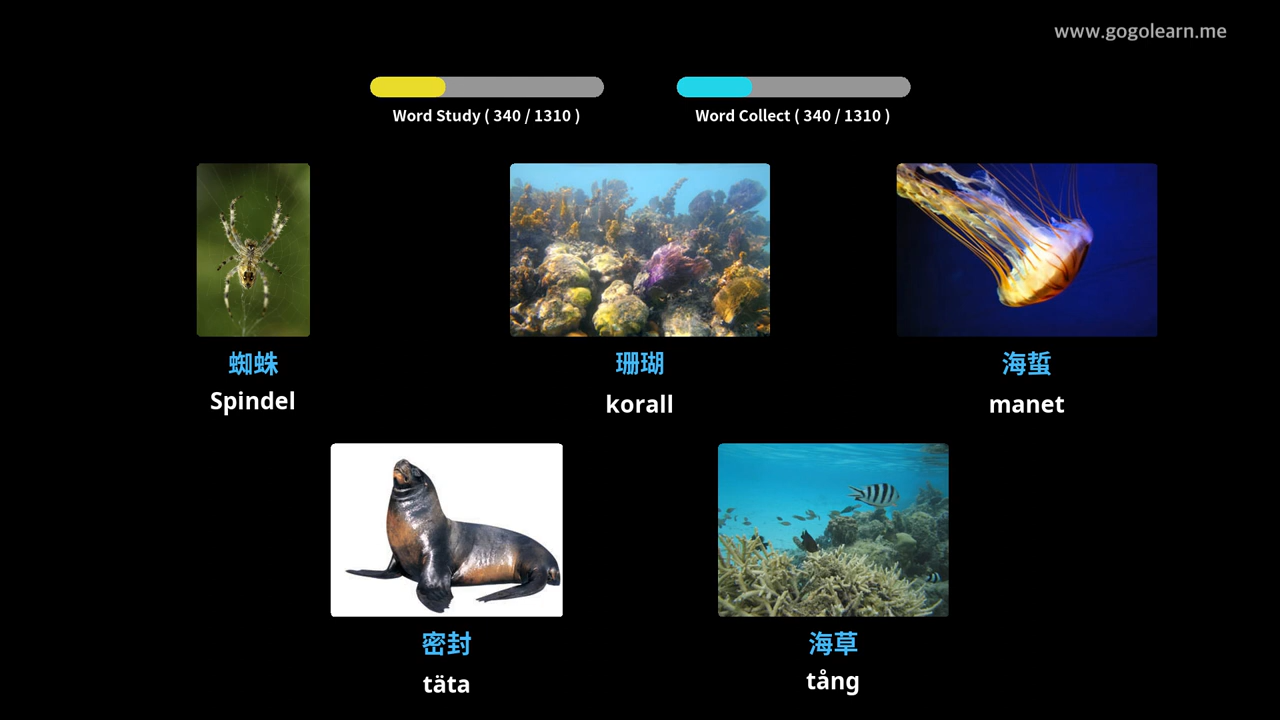 www.gogolearn.me
Word Study ( 340 / 1310 )
Word Collect ( 340 / 1310 )
蜘蛛
Spindel
珊瑚
korall
海蜇
manet
密封
täta
海草
tång